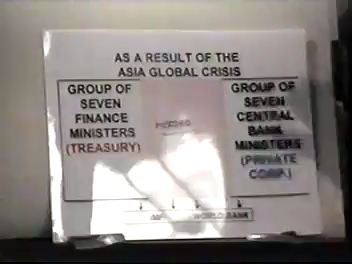 AS A RESULT OF THE
ASIA GLOBAL CRISIS
GROUP OF
SEVEN
FINANCE
MINISTERS
(TREASURY)
MERGED
GROUP OF
SEVEN
CENTRAL
BANK
MINISTERS
(PRIVATE
CORP.)
WORLD BANK